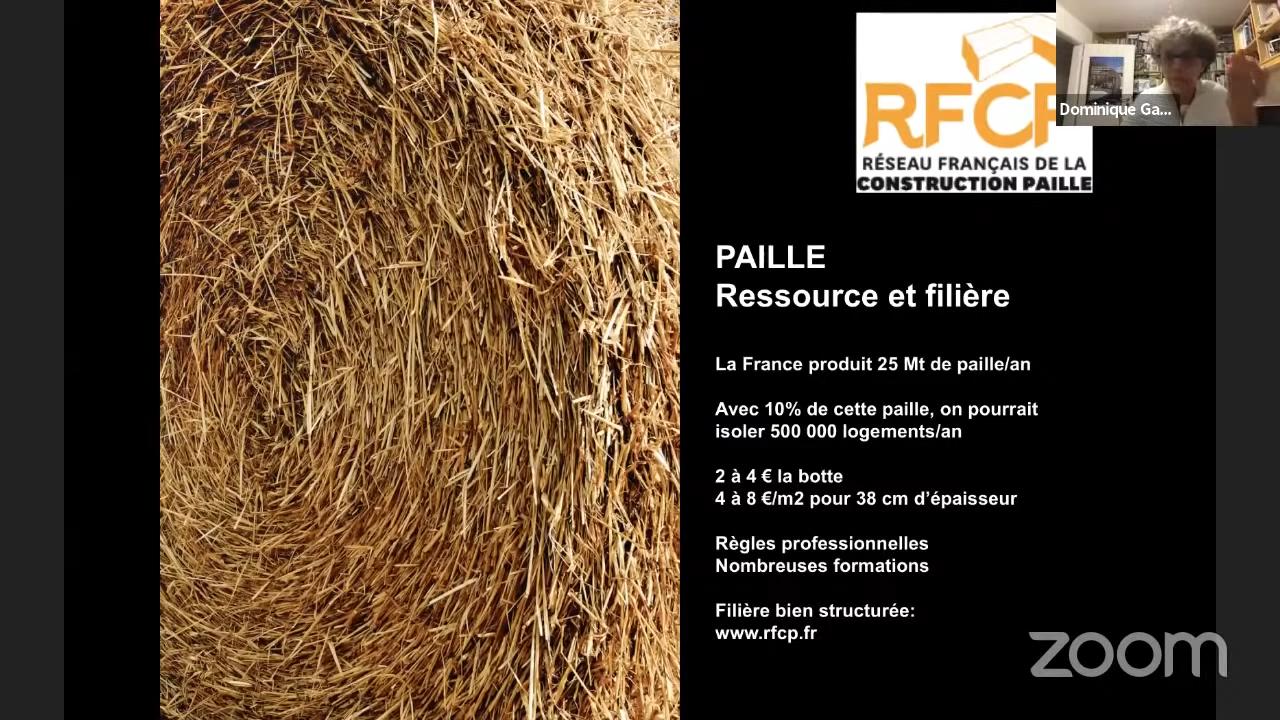 RFCP
RÉSEAU FRANÇAIS DE LA
CONSTRUCTION PAILLE
Dominique Ga...
PAILLE
Ressource et filière
La France produit 25 Mt de paille/an
Avec 10% de cette paille, on pourrait
isoler 500 000 logements/an
2 à 4 € la botte
4 à 8 €/m2 pour 38 cm d’épaisseur
Règles professionnelles
Nombreuses formations
Filière bien structurée:
www.rfcp.fr
zoom